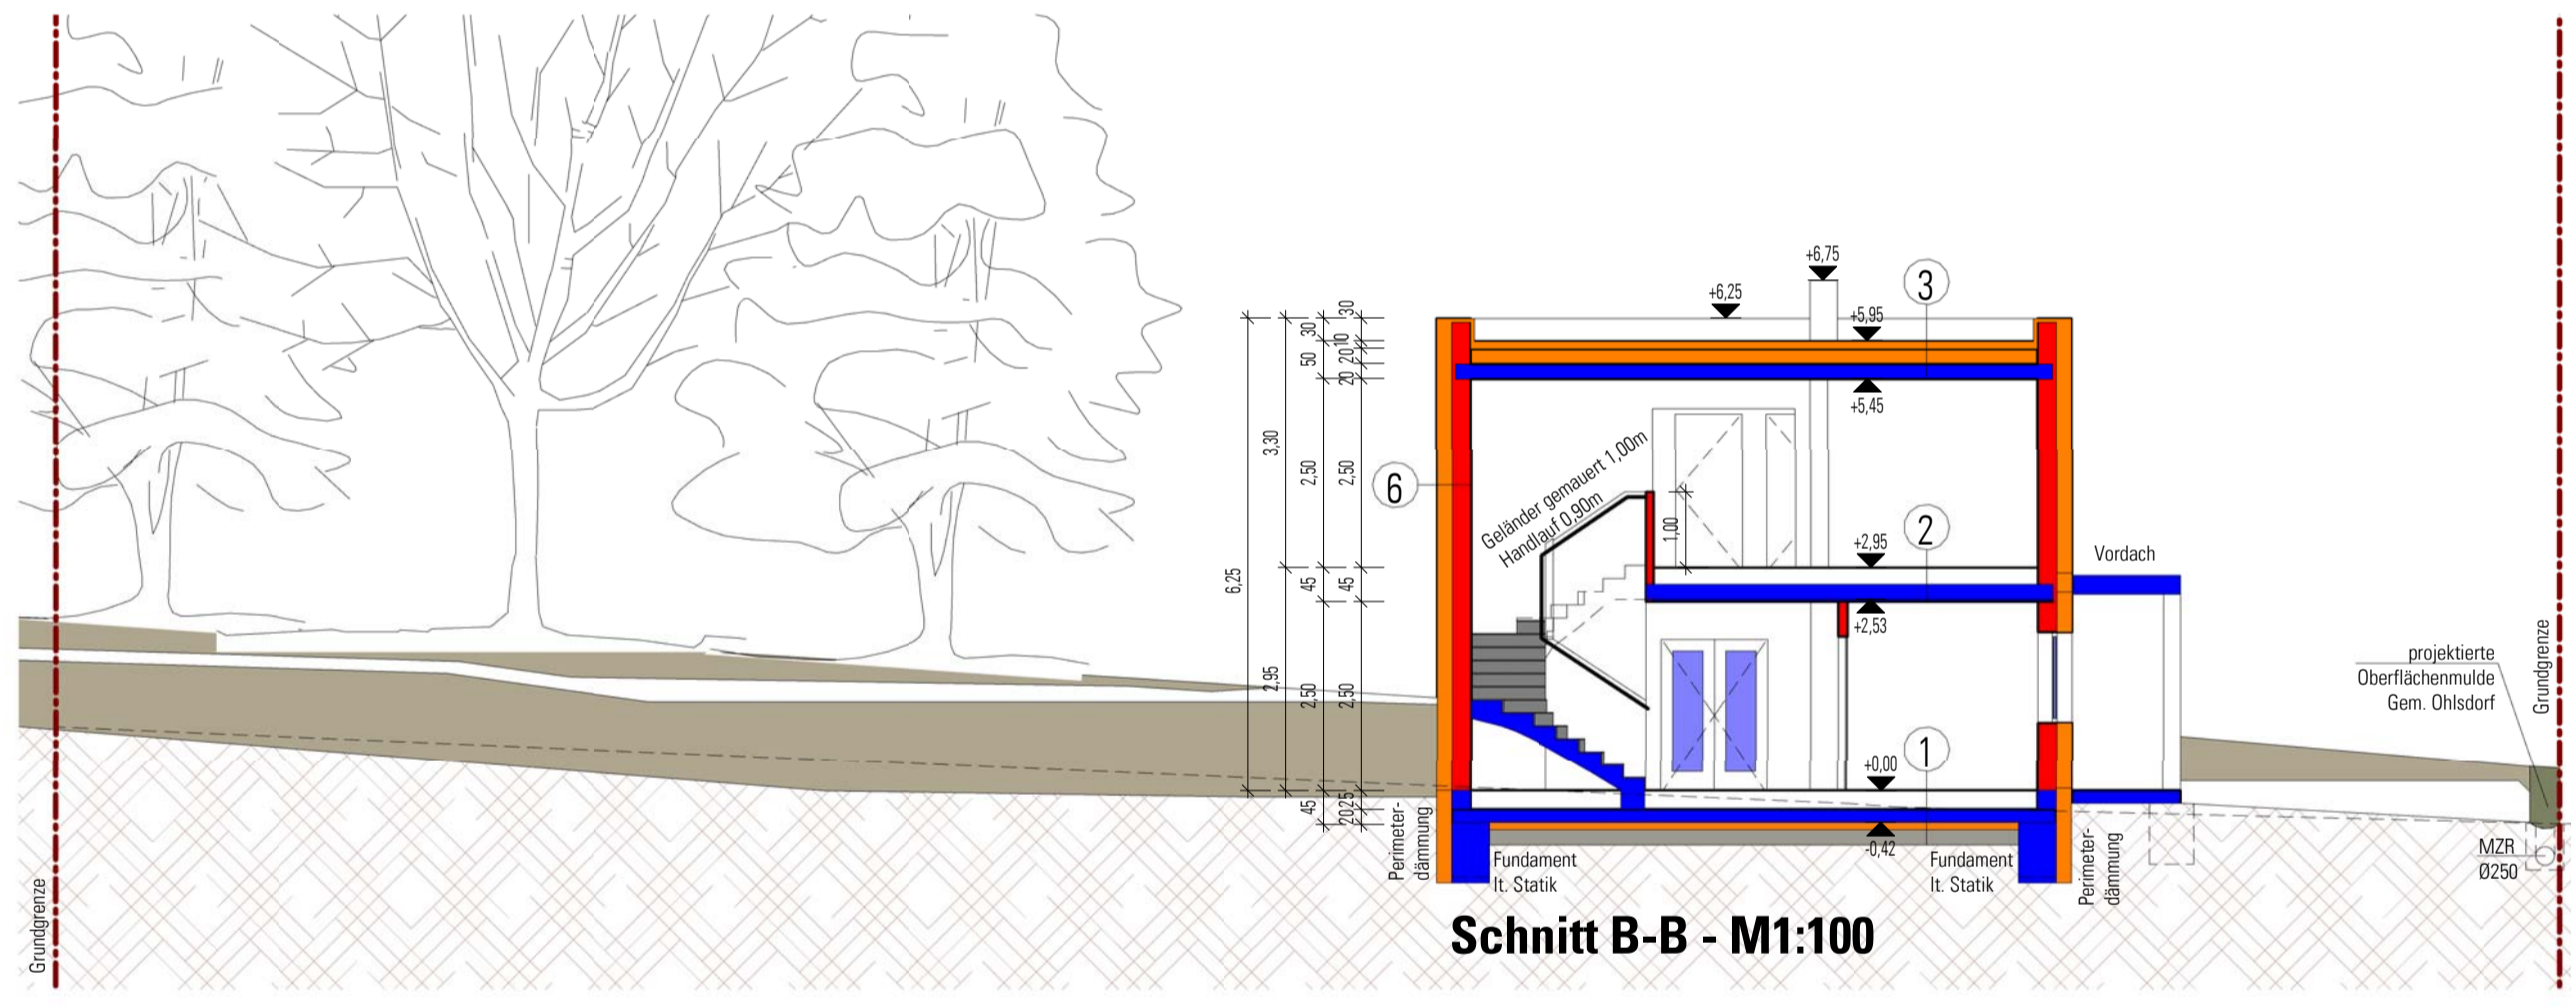 +6,75
+6,25
3
+5,95
+5,45
30
30
10
50
20
20
3,30
2,50
2,50
6
Geländer gemauert 1,00m
Handlauf 0,90m
1,00
2
+2,95
Vordach
6,25
45
45
+2,53
2,95
2,50
2,50
projektierte
Oberflächenmulde
Gem. Ohlsdorf
Grundgrenze
1
+0,00
45
20
25
-0,42
Perimeter-
dämmung
Fundament
lt. Statik
Fundament
lt. Statik
Perimeter-
dämmung
MZR
Ø250
Grundgrenze
Schnitt B-B - M1:100